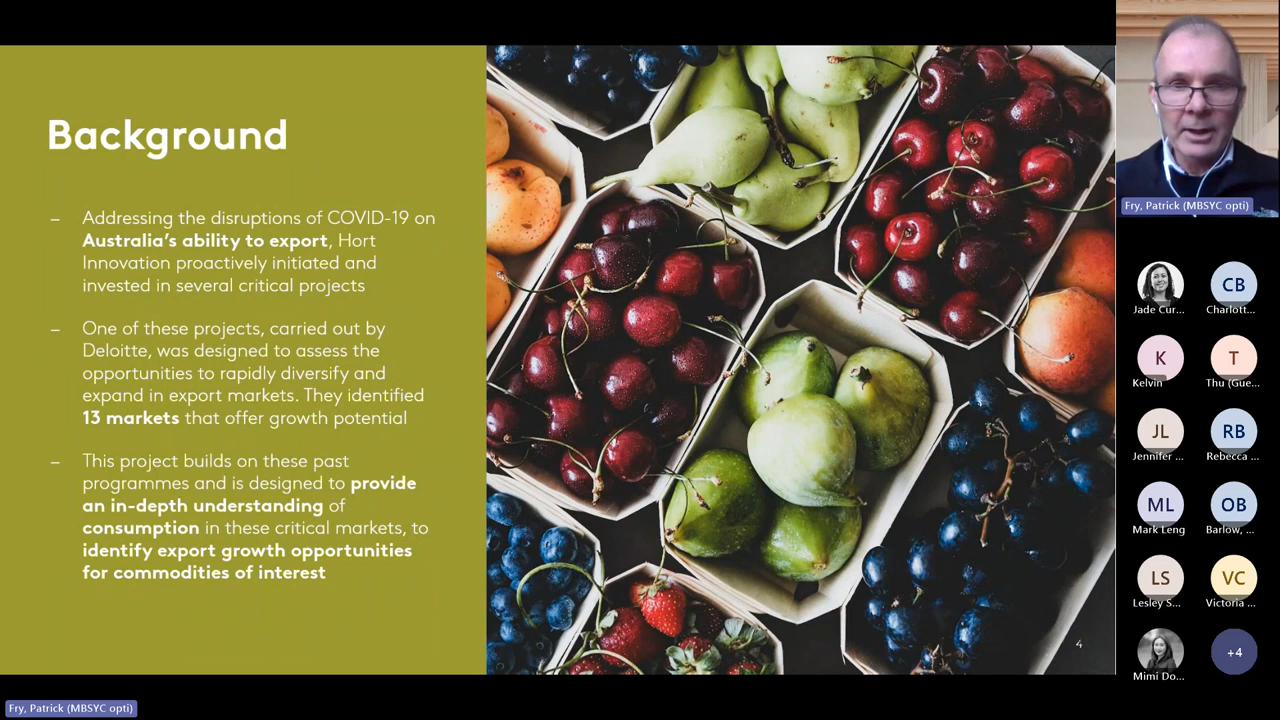 Background
– Addressing the disruptions of COVID-19 on
Australia’s ability to export, Hort
Innovation proactively initiated and
invested in several critical projects
– One of these projects, carried out by
Deloitte, was designed to assess the
opportunities to rapidly diversify and
expand in export markets. They identified
13 markets that offer growth potential
– This project builds on these past
programmes and is designed to provide
an in-depth understanding of
consumption in these critical markets, to
identify export growth opportunities
for commodities of interest
4
Fry, Patrick (MBSYC opti)
Jade Cur...
CB
Charlott...
K
Kelvin
T
Thu (Gue...
JL
Jennifer ...
RB
Rebecca ...
ML
Mark Leng
OB
Barlow, ...
LS
Lesley S...
VC
Victoria ...
Mimi Do...
+4
Fry, Patrick (MBSYC opti)